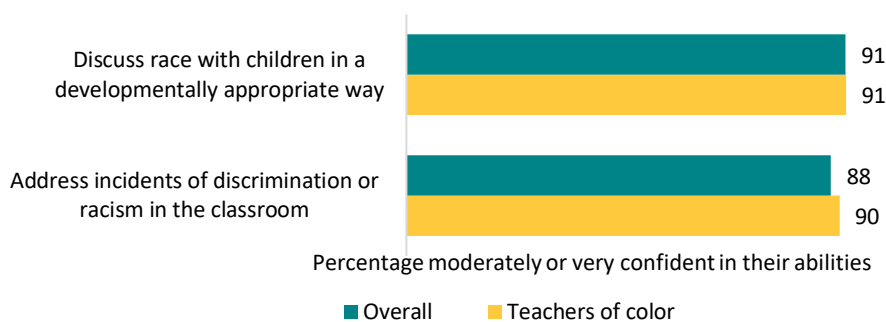 Discuss race with children in a
developmentally appropriate way
91
91
Address incidents of discrimination or
racism in the classroom
88
90
Percentage moderately or very confident in their abilities
Overall
Teachers of color